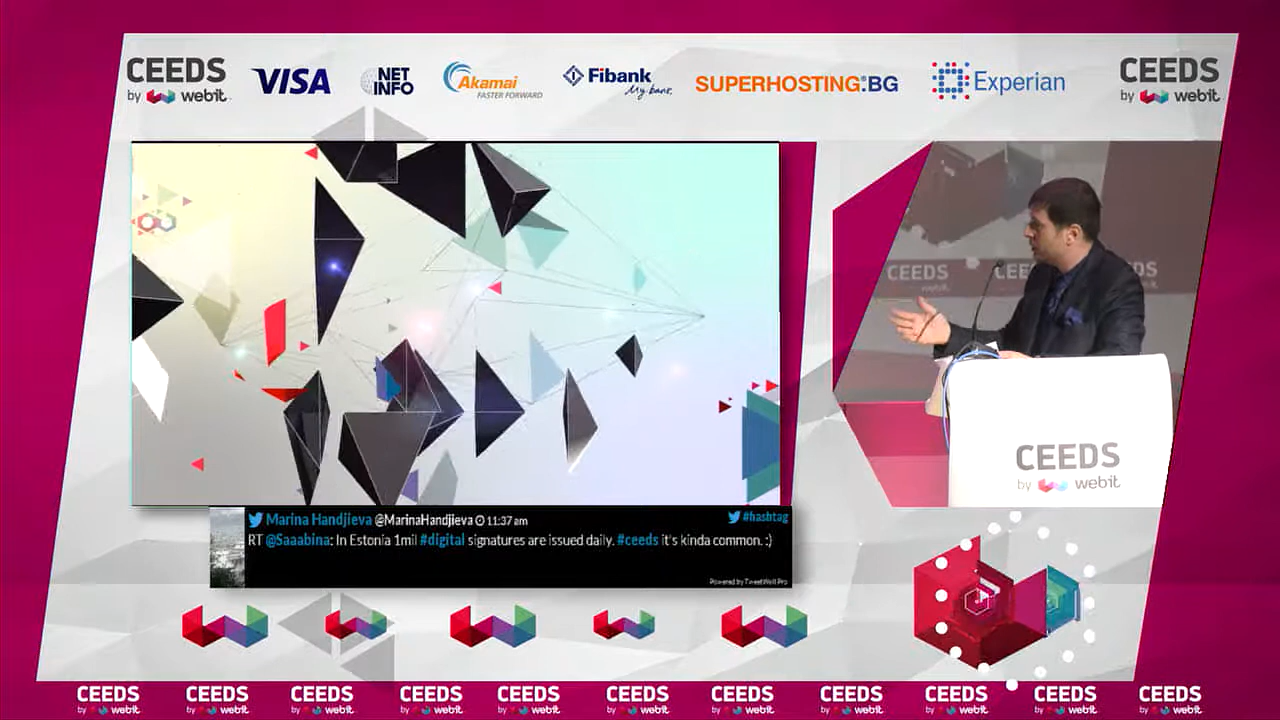 CEEDS
by webit
VISA
NET
INFO
Akamai
FASTER FORWARD
Fibank
My bank.
SUPERHOSTING.BG
Experian
CEEDS
by webit
CEEDS
webit
CEEDS
by webit
Marina Handjieva @MarinaHandjieva 11:37 am
#hashtag
RT @Saaabina: In Estonia 1mil #digital signatures are issued daily. #ceeds it's kinda common. :)
Powered by TweetWall Pro
CEEDS CEEDS CEEDS CEEDS CEEDS CEEDS CEEDS CEEDS CEEDS CEEDS CEEDS
by webit by webit by webit by webit by webit by webit by webit by webit by webit by webit by webit